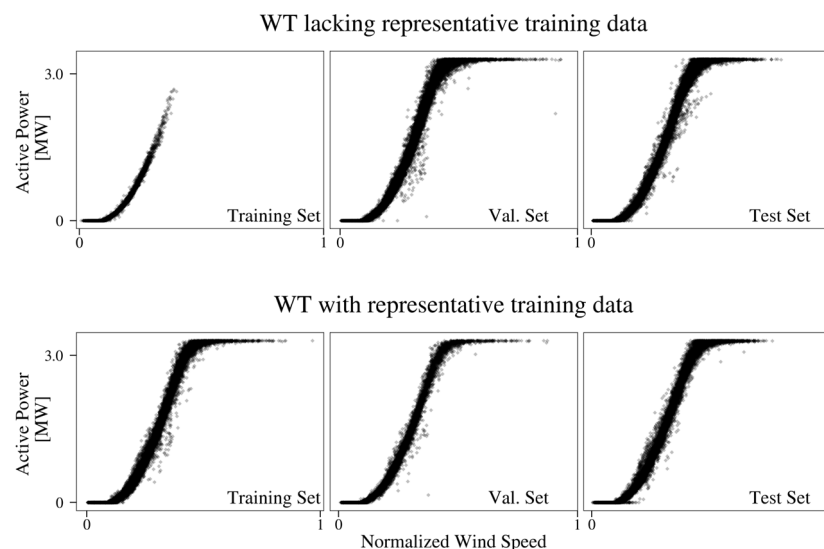 WT lacking representative training data
Active Power
[MW]
3.0
0
Training Set
Val. Set
Test Set
0
1
0
1
0
WT with representative training data
Active Power
[MW]
3.0
0
Training Set
Val. Set
Test Set
0
1
0
1
0
Normalized Wind Speed